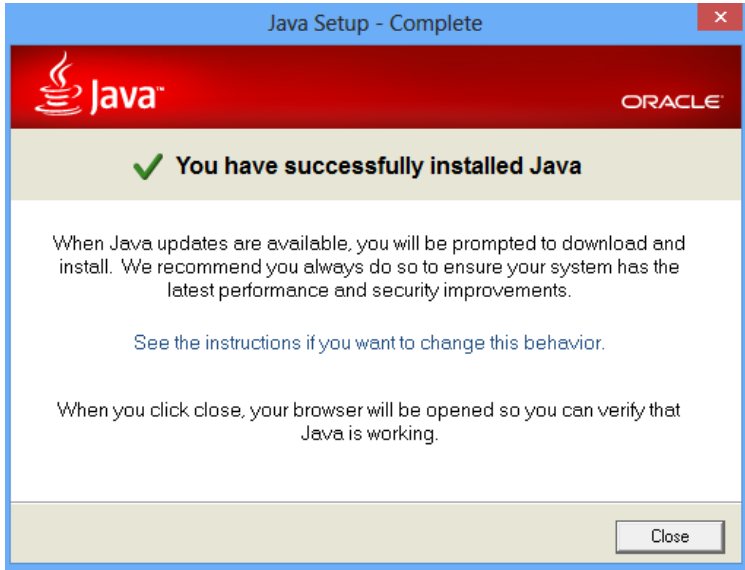 Java Setup - Complete
Java™
ORACLE
You have successfully installed Java
When Java updates are available, you will be prompted to download and
install. We recommend you always do so to ensure your system has the
latest performance and security improvements.
See the instructions if you want to change this behavior.
When you click close, your browser will be opened so you can verify that
Java is working.
Close